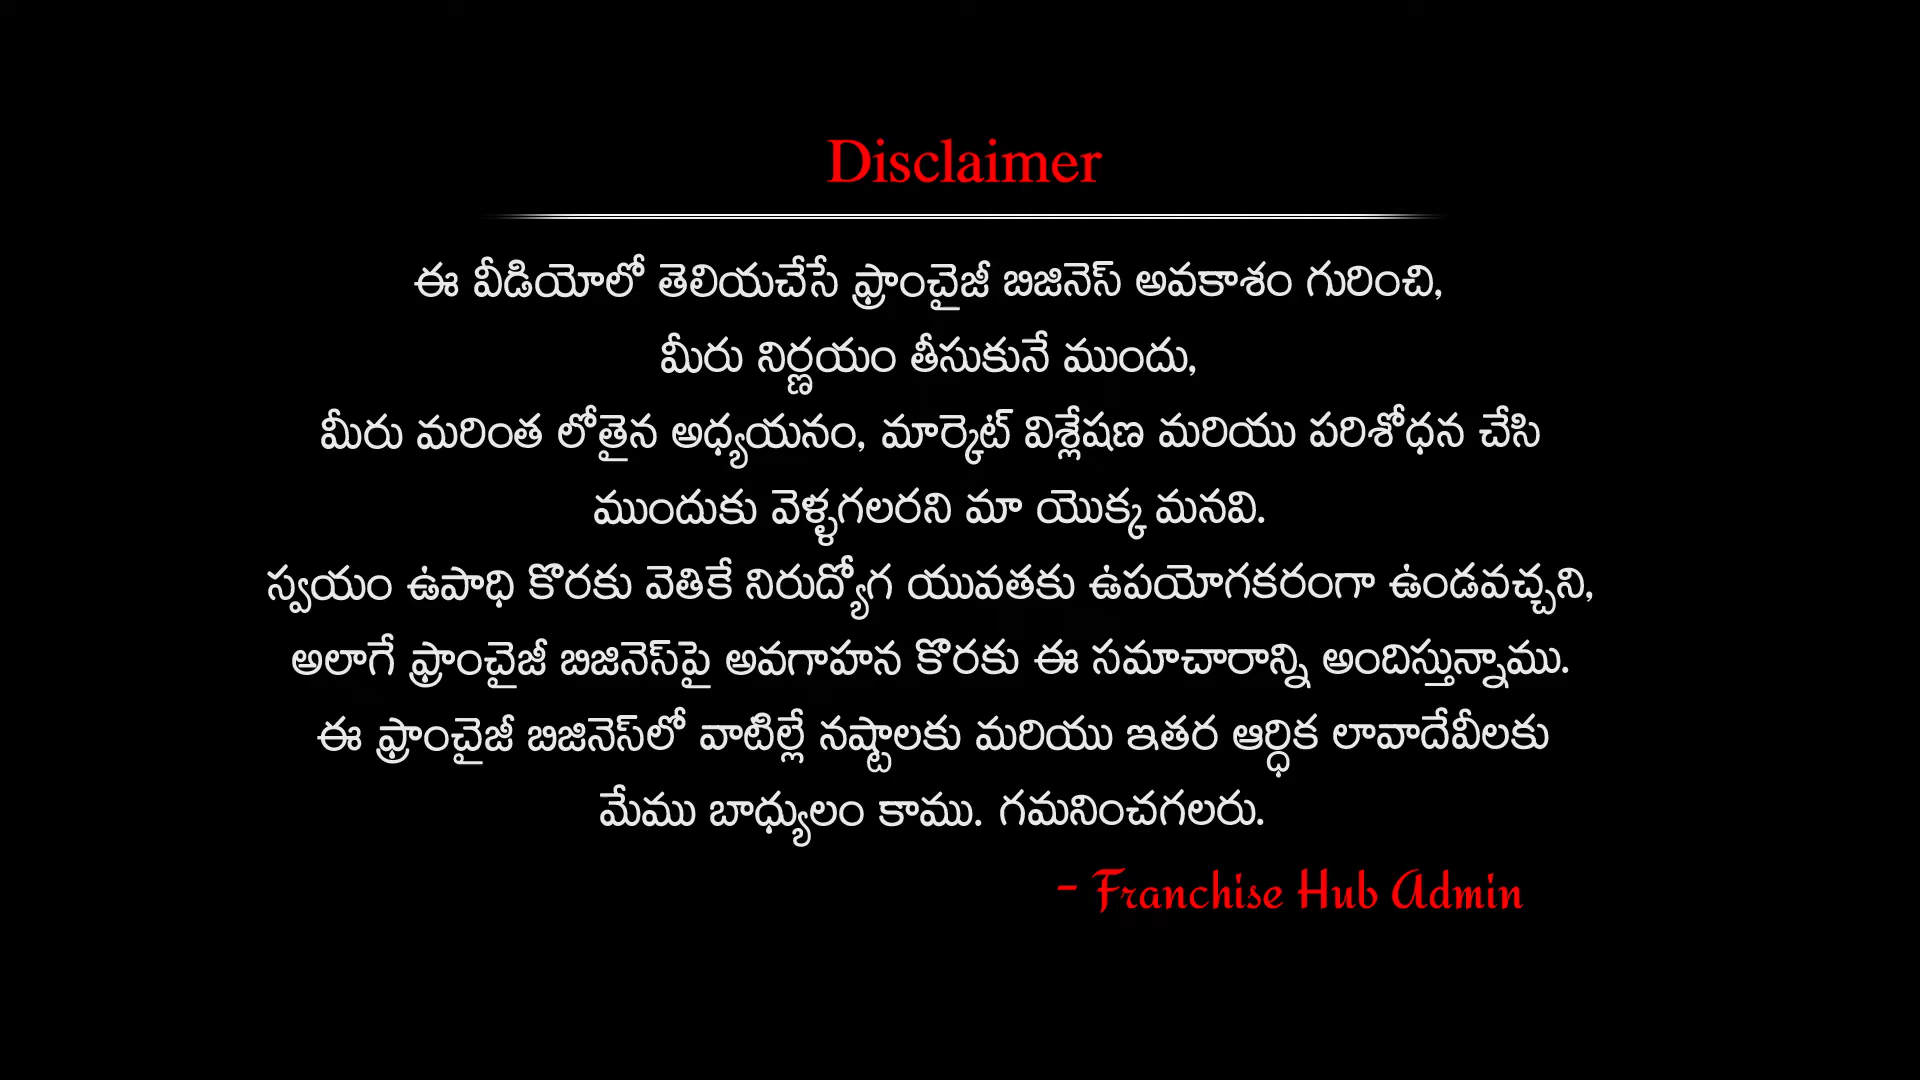 Disclaimer
ఈ వీడియోలో తెలియచేసే ఫ్రాంచైజీ బిజినెస్ అవకాశం గురించి,
మీరు నిర్ణయం తీసుకునే ముందు,
మీరు మరింత లోతైన అధ్యయనం, మార్కెట్ విశ్లేషణ మరియు పరిశోధన చేసి
ముందుకు వెళ్ళగలరని మా యొక్క మనవి.
స్వయం ఉపాధి కొరకు వెతికే నిరుద్యోగ యువతకు ఉపయోగకరంగా ఉండవచ్చని,
అలాగే ఫ్రాంచైజీ బిజినెస్‌పై అవగాహన కొరకు ఈ సమాచారాన్ని అందిస్తున్నాము.
ఈ ఫ్రాంచైజీ బిజినెస్‌లో వాటిల్లే నష్టాలకు మరియు ఇతర ఆర్ధిక లావాదేవీలకు
మేము బాధ్యులం కాము. గమనించగలరు.
- Franchise Hub Admin